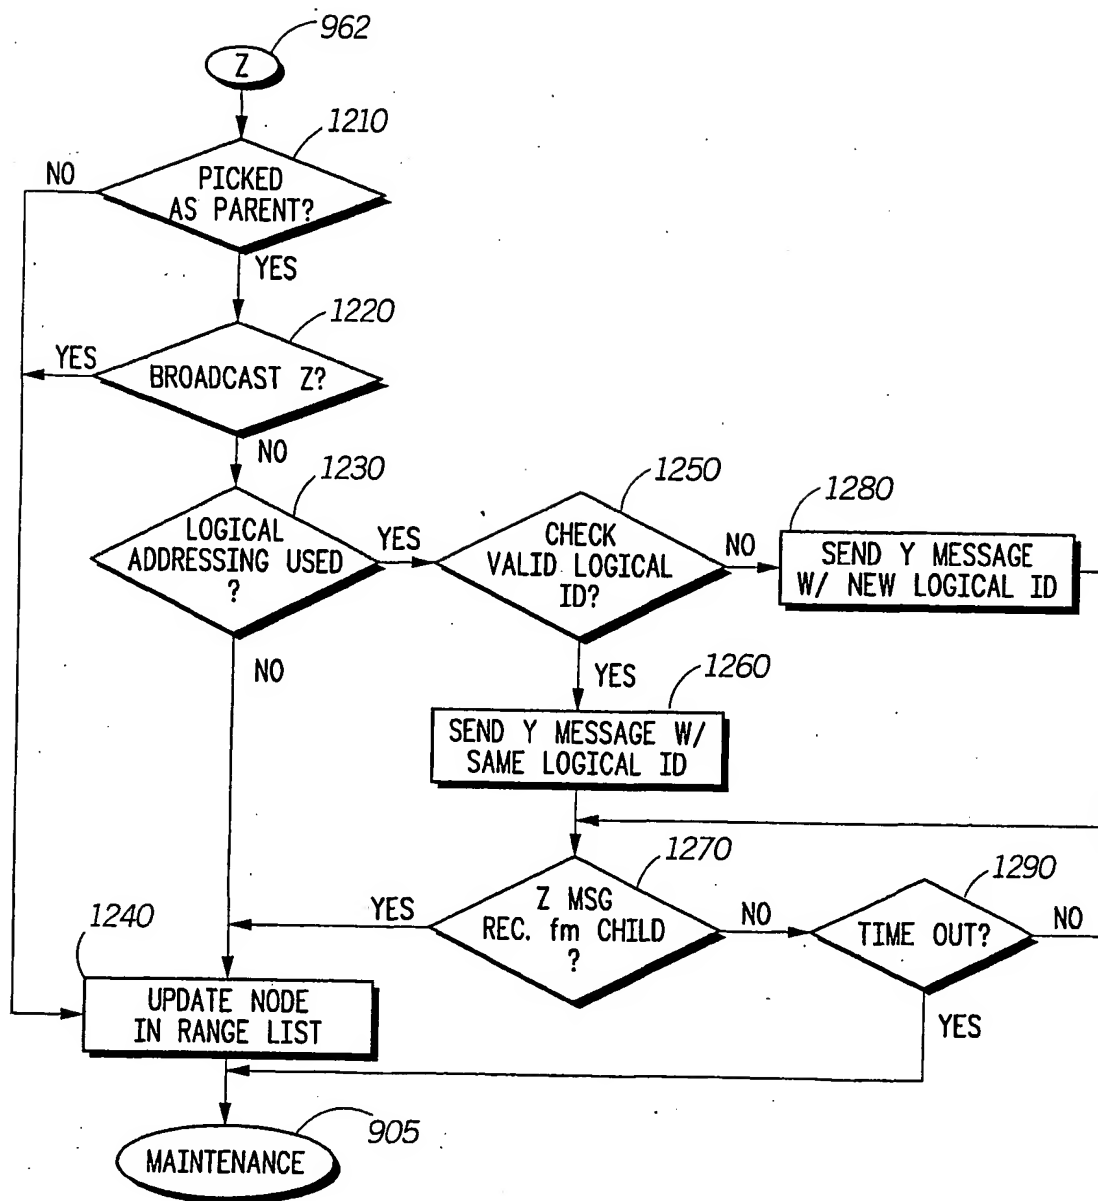 962
Z
1210
NO
PICKED
AS PARENT?
YES
1220
YES
BROADCAST Z?
NO
1230
1250
1280
LOGICAL
ADDRESSING USED
?
YES
CHECK
VALID LOGICAL
ID?
NO
SEND Y MESSAGE
W/ NEW LOGICAL ID
NO
YES
1260
SEND Y MESSAGE W/
SAME LOGICAL ID
1270
1290
1240
YES
Z MSG
REC. fm CHILD
?
NO
TIME OUT?
NO
UPDATE NODE
IN RANGE LIST
YES
905
MAINTENANCE